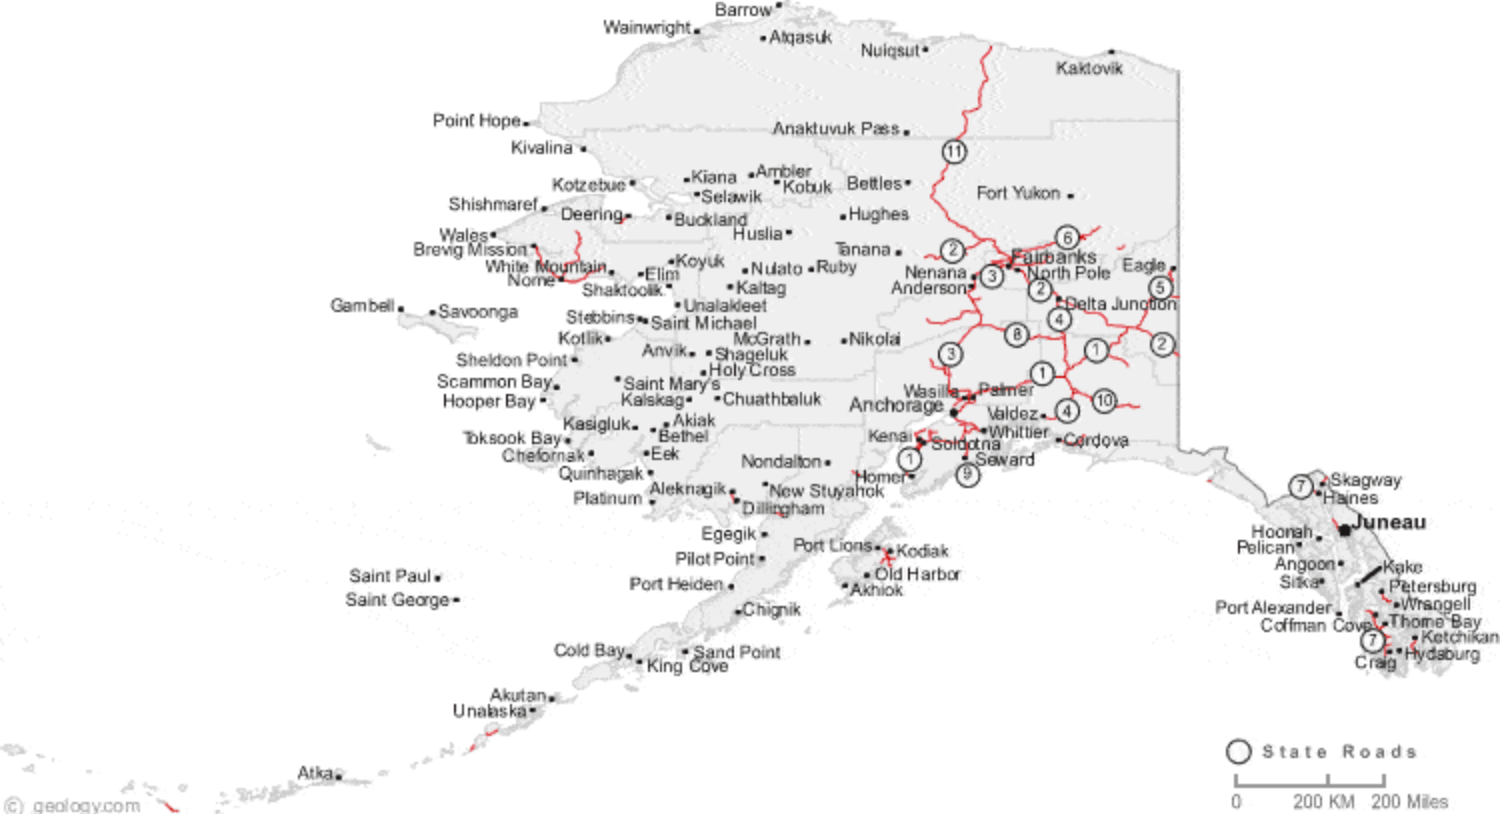 Barrow
Wainwright
Atqasuk
Nuiqsut
Kaktovik
Point Hope
Anaktuvuk Pass
Kivalina
11
Kotzebue
Kiana
Ambler
Kobuk
Bettles
Selawik
Fort Yukon
Shishmaref
Deering
Buckland
Hughes
Wales
Huslia
6
Brevig Mission
Tanana
2
Fairbanks
White Mountain
Koyuk
Nulato
Ruby
Nenana
3
North Pole
Eagle
Nome
Elim
Shaktoolik
Kaltag
Anderson
2
5
Gambell
Savoonga
Unalakleet
Delta Junction
Stebbins
Saint Michael
4
Kotlik
McGrath
Nikolai
8
2
Sheldon Point
Anvik
Shageluk
3
1
Holy Cross
1
Scammon Bay
Saint Mary's
Wasilla
Palmer
Hooper Bay
Kalskag
Chuathbaluk
Anchorage
10
Valdez
4
Kasigluk
Akiak
Bethel
Kenai
Soldotna
Whittier
Cordova
Toksook Bay
Chefornak
Eek
Nondalton
1
Seward
Quinhagak
Homer
9
Platinum
Aleknagik
New Stuyahok
7
Skagway
Haines
Dillingham
Juneau
Egegik
Port Lions
Kodiak
Hoonah
Pelican
Pilot Point
Angoon
Kake
Saint Paul
Port Heiden
Old Harbor
Sitka
Petersburg
Saint George
Akhiok
Wrangell
Chignik
Port Alexander
Coffman Cove
Thorne Bay
7
Ketchikan
Cold Bay
Sand Point
Hydaburg
King Cove
Craig
Akutan
Unalaska
State Roads
Atka
0 200 KM 200 Miles
© geology.com